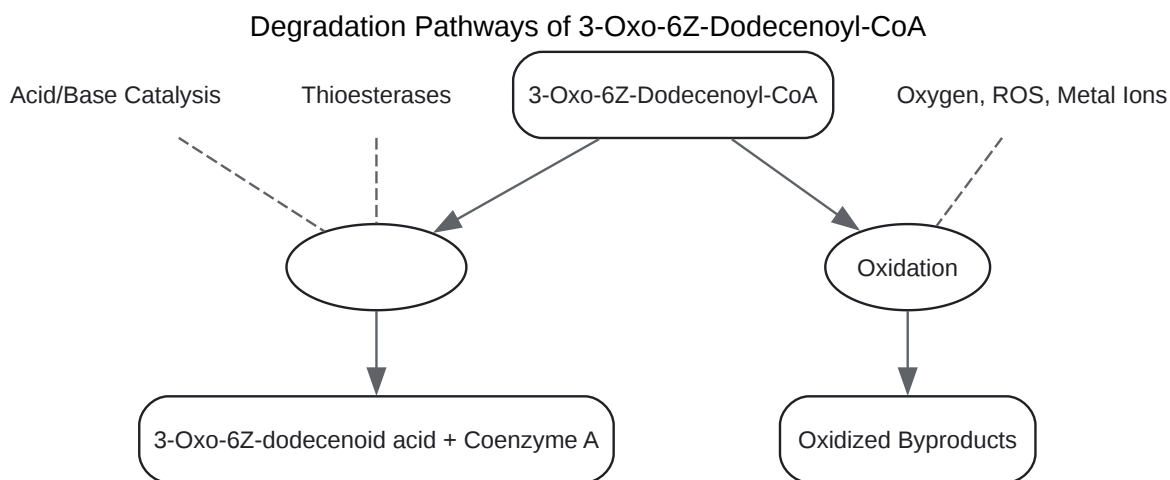 Degradation Pathways of 3-Oxo-6Z-Dodecenoyl-CoA
Acid/Base Catalysis
Thioesterases
3-Oxo-6Z-Dodecenoyl-CoA
Oxygen, ROS, Metal Ions
Oxidation
3-Oxo-6Z-dodecenoid acid + Coenzyme A
Oxidized Byproducts